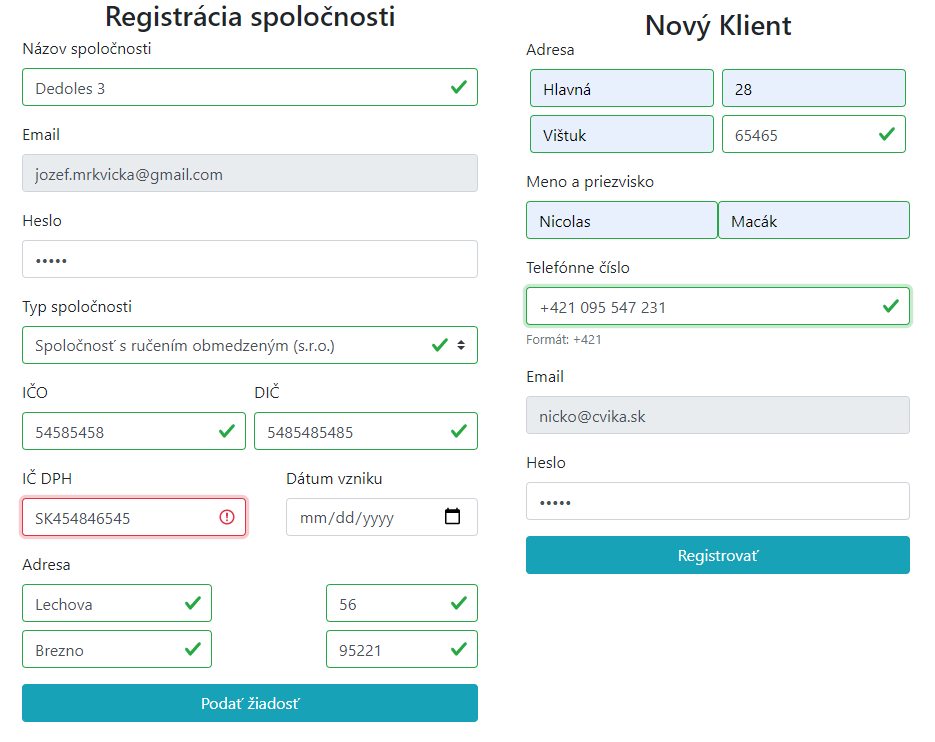 Registrácia spoločnosti
Názov spoločnosti
Dedoles 3
Email
jozef.mrkvicka@gmail.com
Heslo
•••••
Typ spoločnosti
Spoločnosť s ručením obmedzeným (s.r.o.)
IČO DIČ
54585458 5485485485
IČ DPH Dátum vzniku
SK454846545 mm/dd/yyyy
Adresa
Lechova 56
Brezno 95221
Podať žiadosť
Nový Klient
Adresa
Hlavná 28
Vištuk 65465
Meno a priezvisko
Nicolas Macák
Telefónne číslo
+421 095 547 231
Formát: +421
Email
nicko@cvika.sk
Heslo
•••••
Registrovať